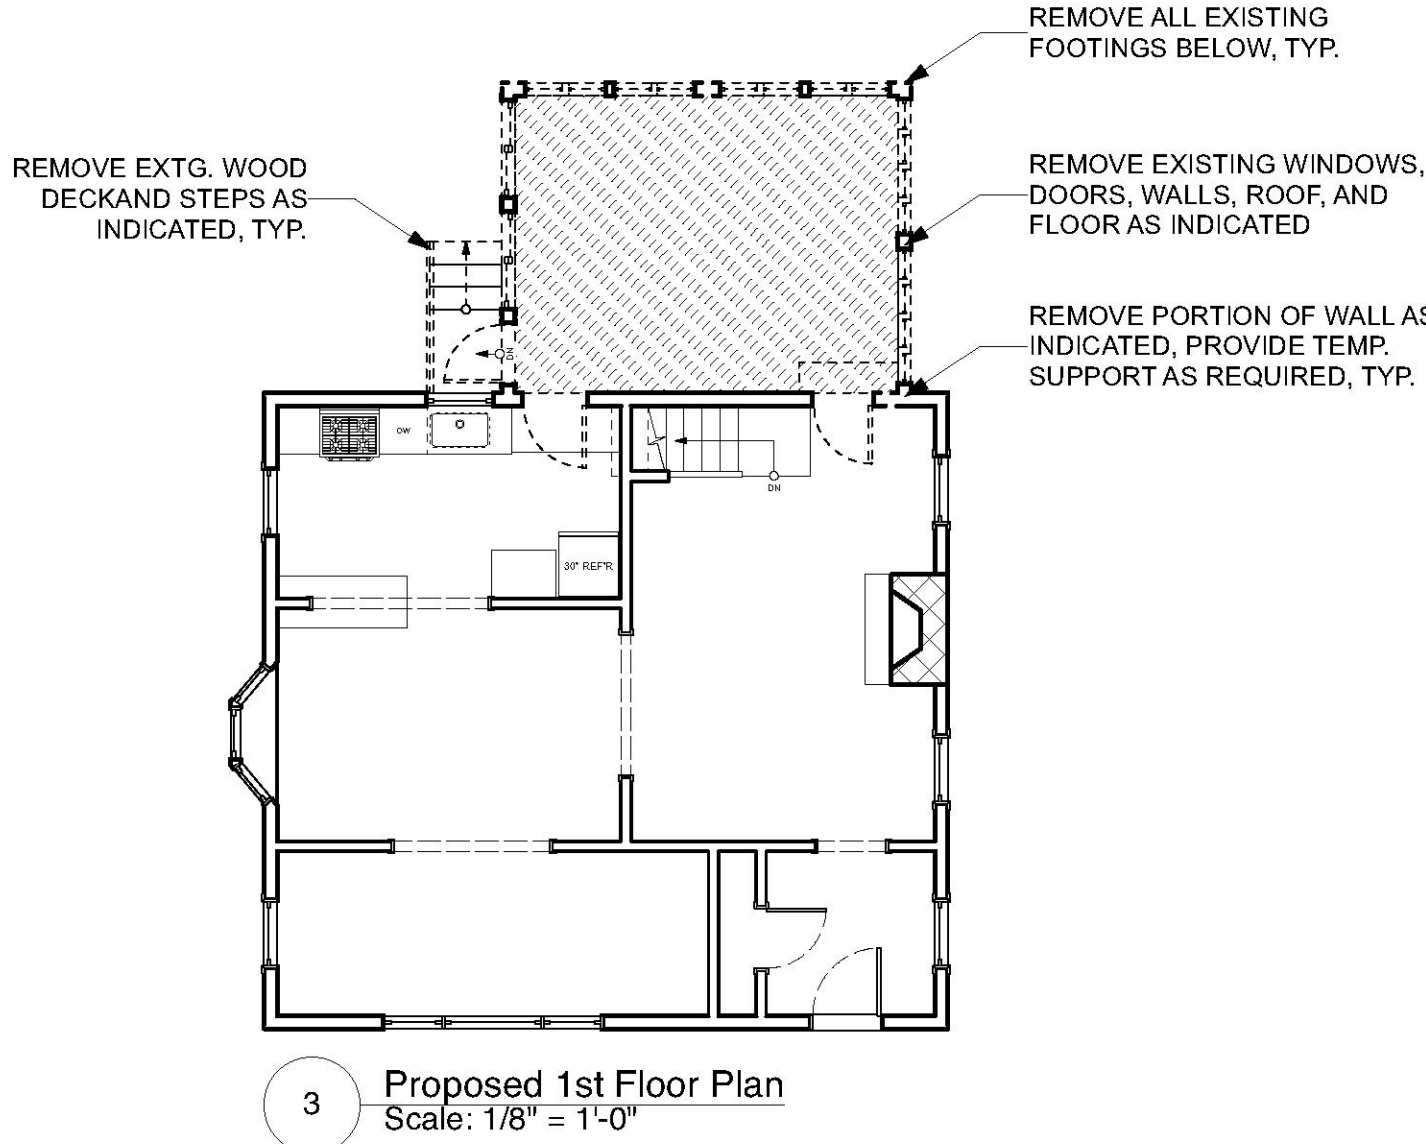 REMOVE ALL EXISTING
FOOTINGS BELOW, TYP.
REMOVE EXTG. WOOD
DECKAND STEPS AS
INDICATED, TYP.
REMOVE EXISTING WINDOWS,
DOORS, WALLS, ROOF, AND
FLOOR AS INDICATED
REMOVE PORTION OF WALL AS
INDICATED, PROVIDE TEMP.
SUPPORT AS REQUIRED, TYP.
DN
OW
DN
30" REF'R
3
Proposed 1st Floor Plan
Scale: 1/8" = 1'-0"